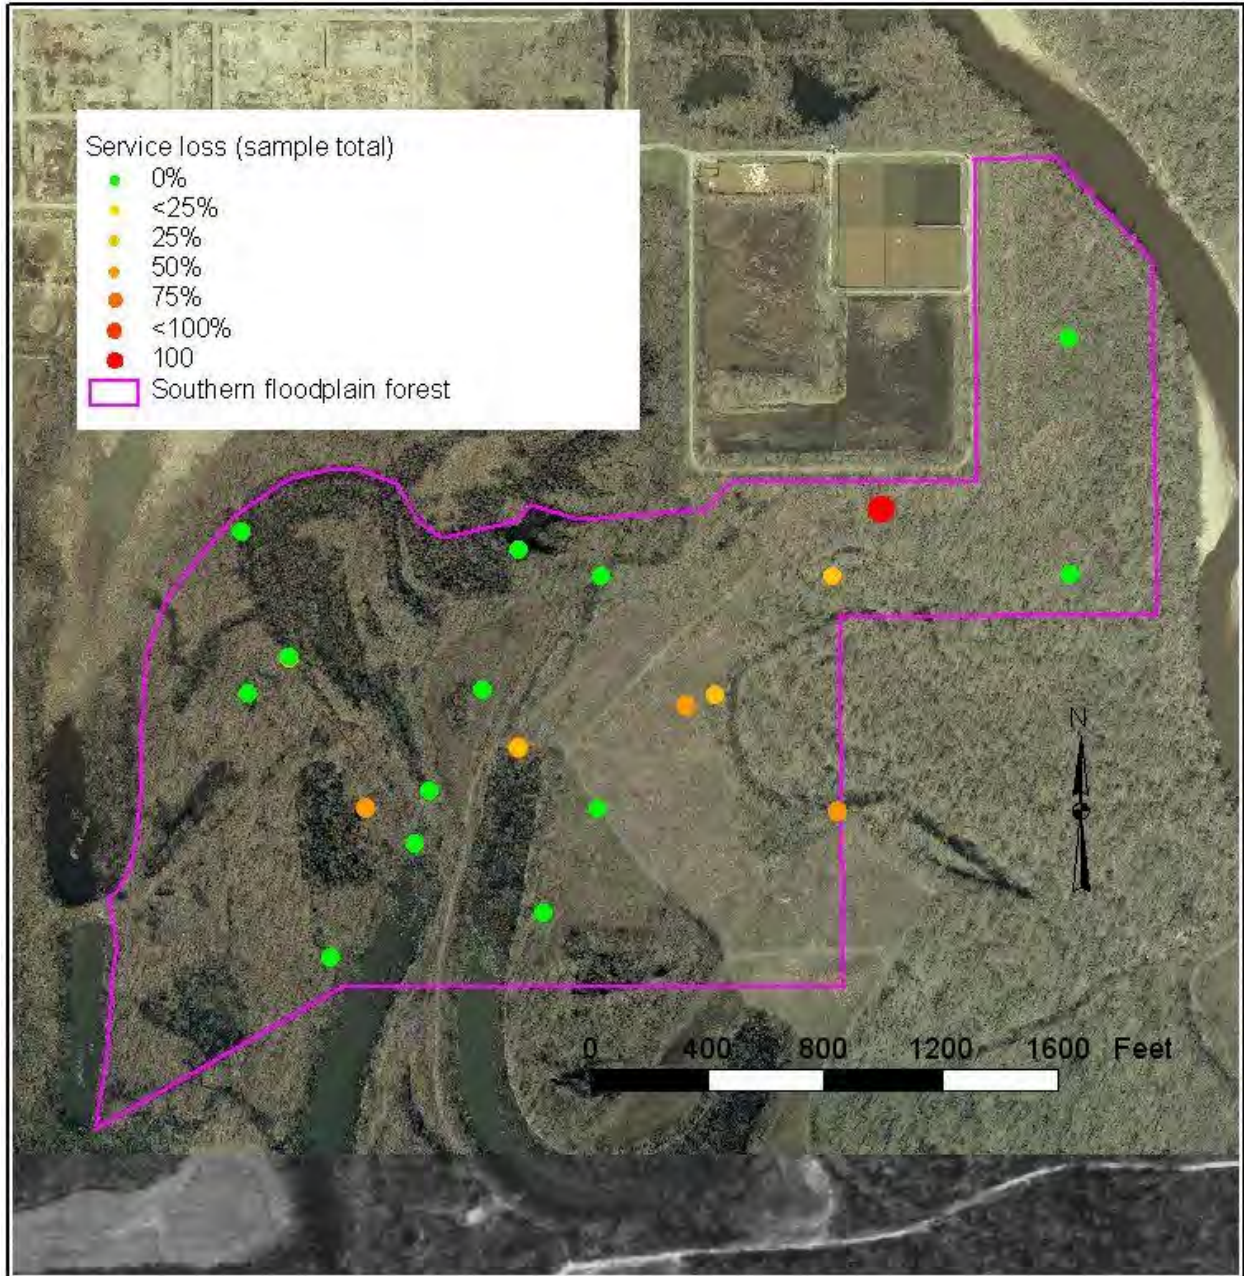 Service loss (sample total)
0%
<25%
25%
50%
75%
<100%
100
Southern floodplain forest
N
0 400 800 1200 1600 Feet